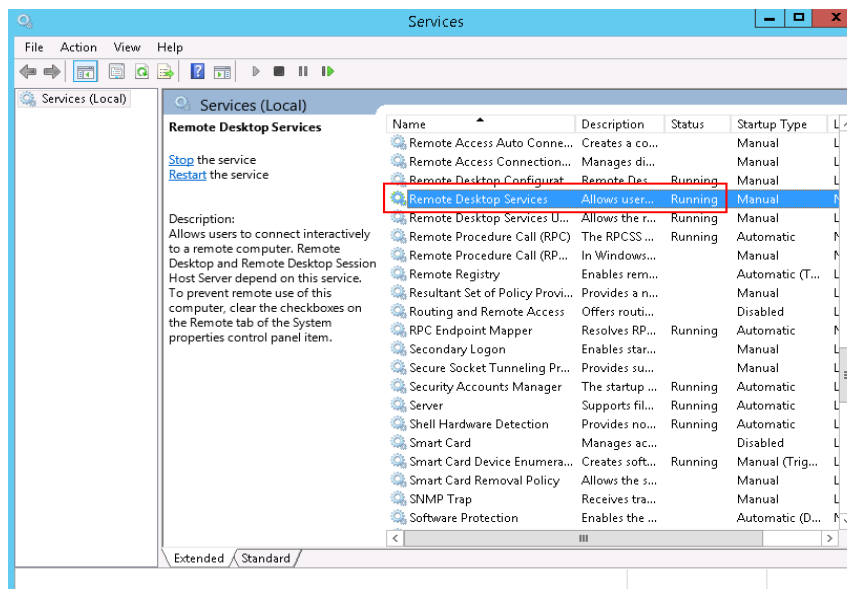 Services
File Action View Help
Services (Local)
Services (Local)
Remote Desktop Services
Stop the service
Restart the service
Description:
Allows users to connect interactively
to a remote computer. Remote
Desktop and Remote Desktop Session
Host Server depend on this service.
To prevent remote use of this
computer, clear the checkboxes on
the Remote tab of the System
properties control panel item.
Name Description Status Startup Type L
Remote Access Auto Conne... Creates a co... Manual L
Remote Access Connection... Manages di... Manual L
Remote Desktop Configurat... Remote Des... Running Manual L
Remote Desktop Services Allows user... Running Manual N
Remote Desktop Services U... Allows the r... Running Manual L
Remote Procedure Call (RPC) The RPCSS ... Running Automatic N
Remote Procedure Call (RP... In Windows... Manual N
Remote Registry Enables rem... Automatic (T... L
Resultant Set of Policy Provi... Provides a n... Manual L
Routing and Remote Access Offers routi... Disabled L
RPC Endpoint Mapper Resolves RP... Running Automatic N
Secondary Logon Enables star... Manual L
Secure Socket Tunneling Pr... Provides su... Manual L
Security Accounts Manager The startup ... Running Automatic L
Server Supports fil... Running Automatic L
Shell Hardware Detection Provides no... Running Automatic L
Smart Card Manages ac... Disabled L
Smart Card Device Enumera... Creates soft... Running Manual (Trig... L
Smart Card Removal Policy Allows the s... Manual L
SNMP Trap Receives tra... Manual L
Software Protection Enables the ... Automatic (D... N
Extended Standard